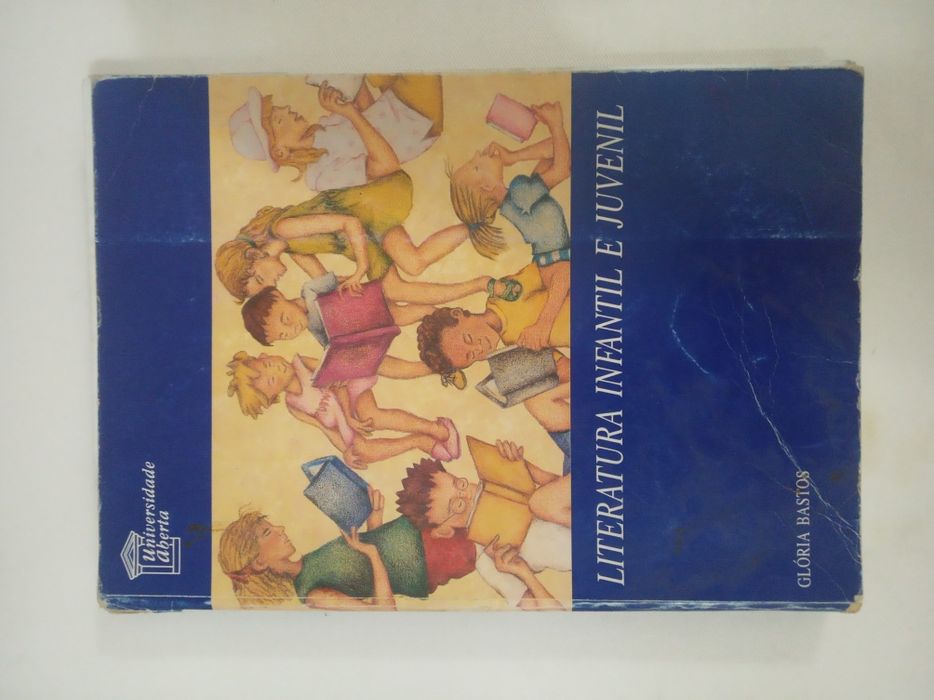 universidade
aberta
LITERATURA INFANTIL E JUVENIL
GLÓRIA BASTOS